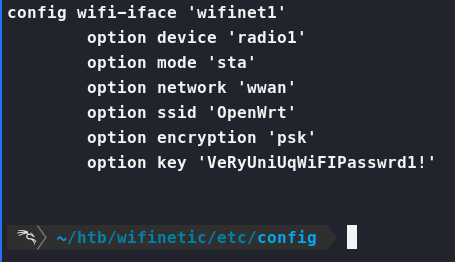 config wifi-iface 'wifinet1'
        option device 'radio1'
        option mode 'sta'
        option network 'wwan'
        option ssid 'OpenWrt'
        option encryption 'psk'
        option key 'VeRyUniUqWiFIPasswrd1!'
~/htb/wifinetic/etc/config